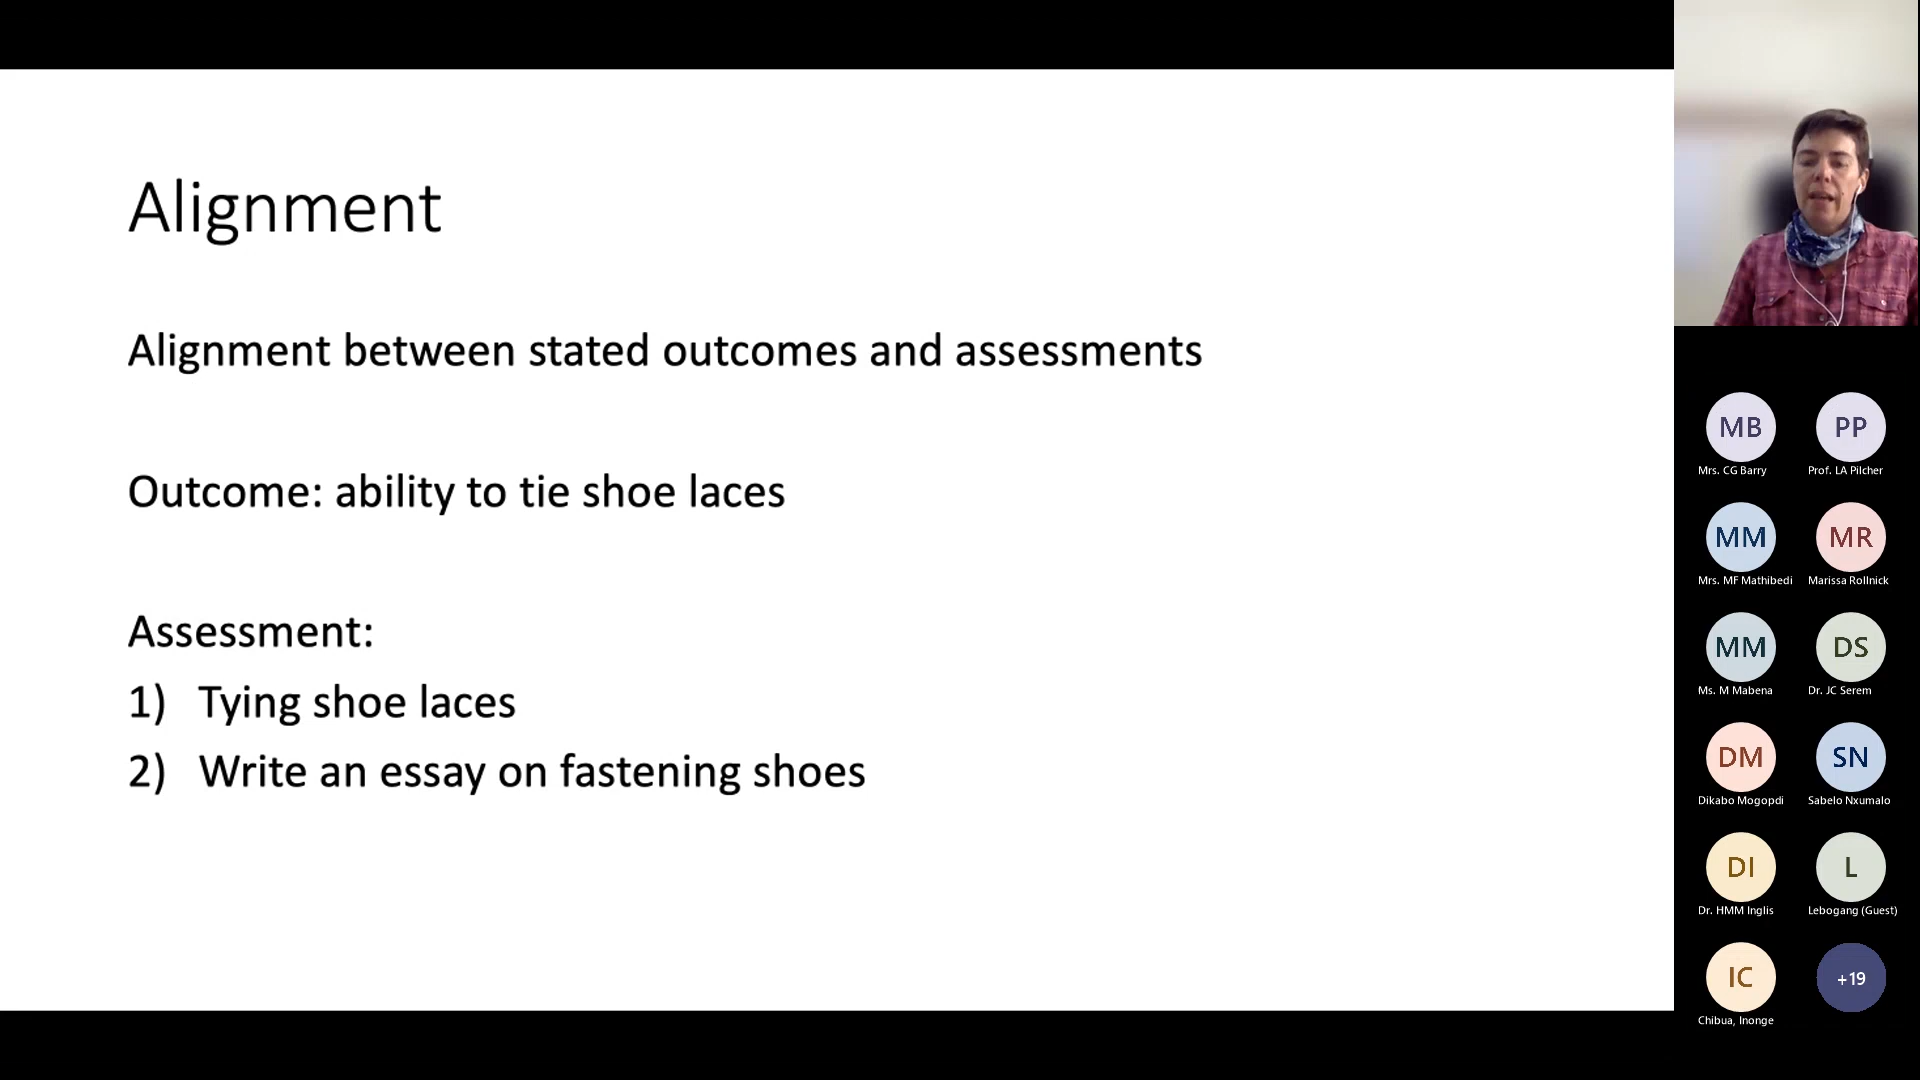 Alignment
Alignment between stated outcomes and assessments
Outcome: ability to tie shoe laces
Assessment:
1) Tying shoe laces
2) Write an essay on fastening shoes
MB PP
Mrs. CG Barry Prof. LA Pilcher
MM MR
Mrs. MF Mathibedi Marissa Rollnick
MM DS
Ms. M Mabena Dr. JC Serem
DM SN
Dikabo Mogopdi Sabelo Nxumalo
DI L
Dr. HMM Inglis Lebogang (Guest)
IC +19
Chibua, Inonge